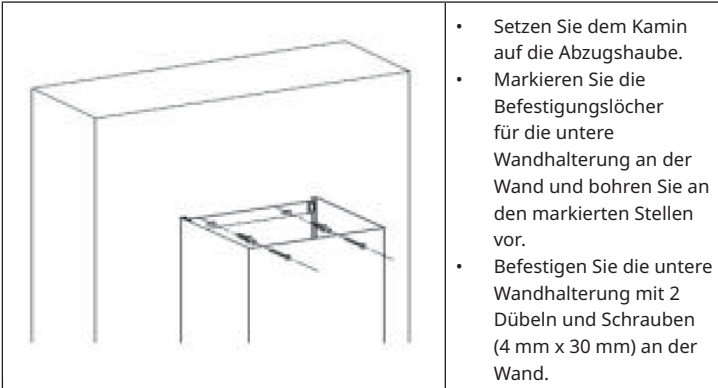 • Setzen Sie dem Kamin
auf die Abzugshaube.
• Markieren Sie die
Befestigungslöcher
für die untere
Wandhalterung an der
Wand und bohren Sie an
den markierten Stellen
vor.
• Befestigen Sie die untere
Wandhalterung mit 2
Dübeln und Schrauben
(4 mm x 30 mm) an der
Wand.